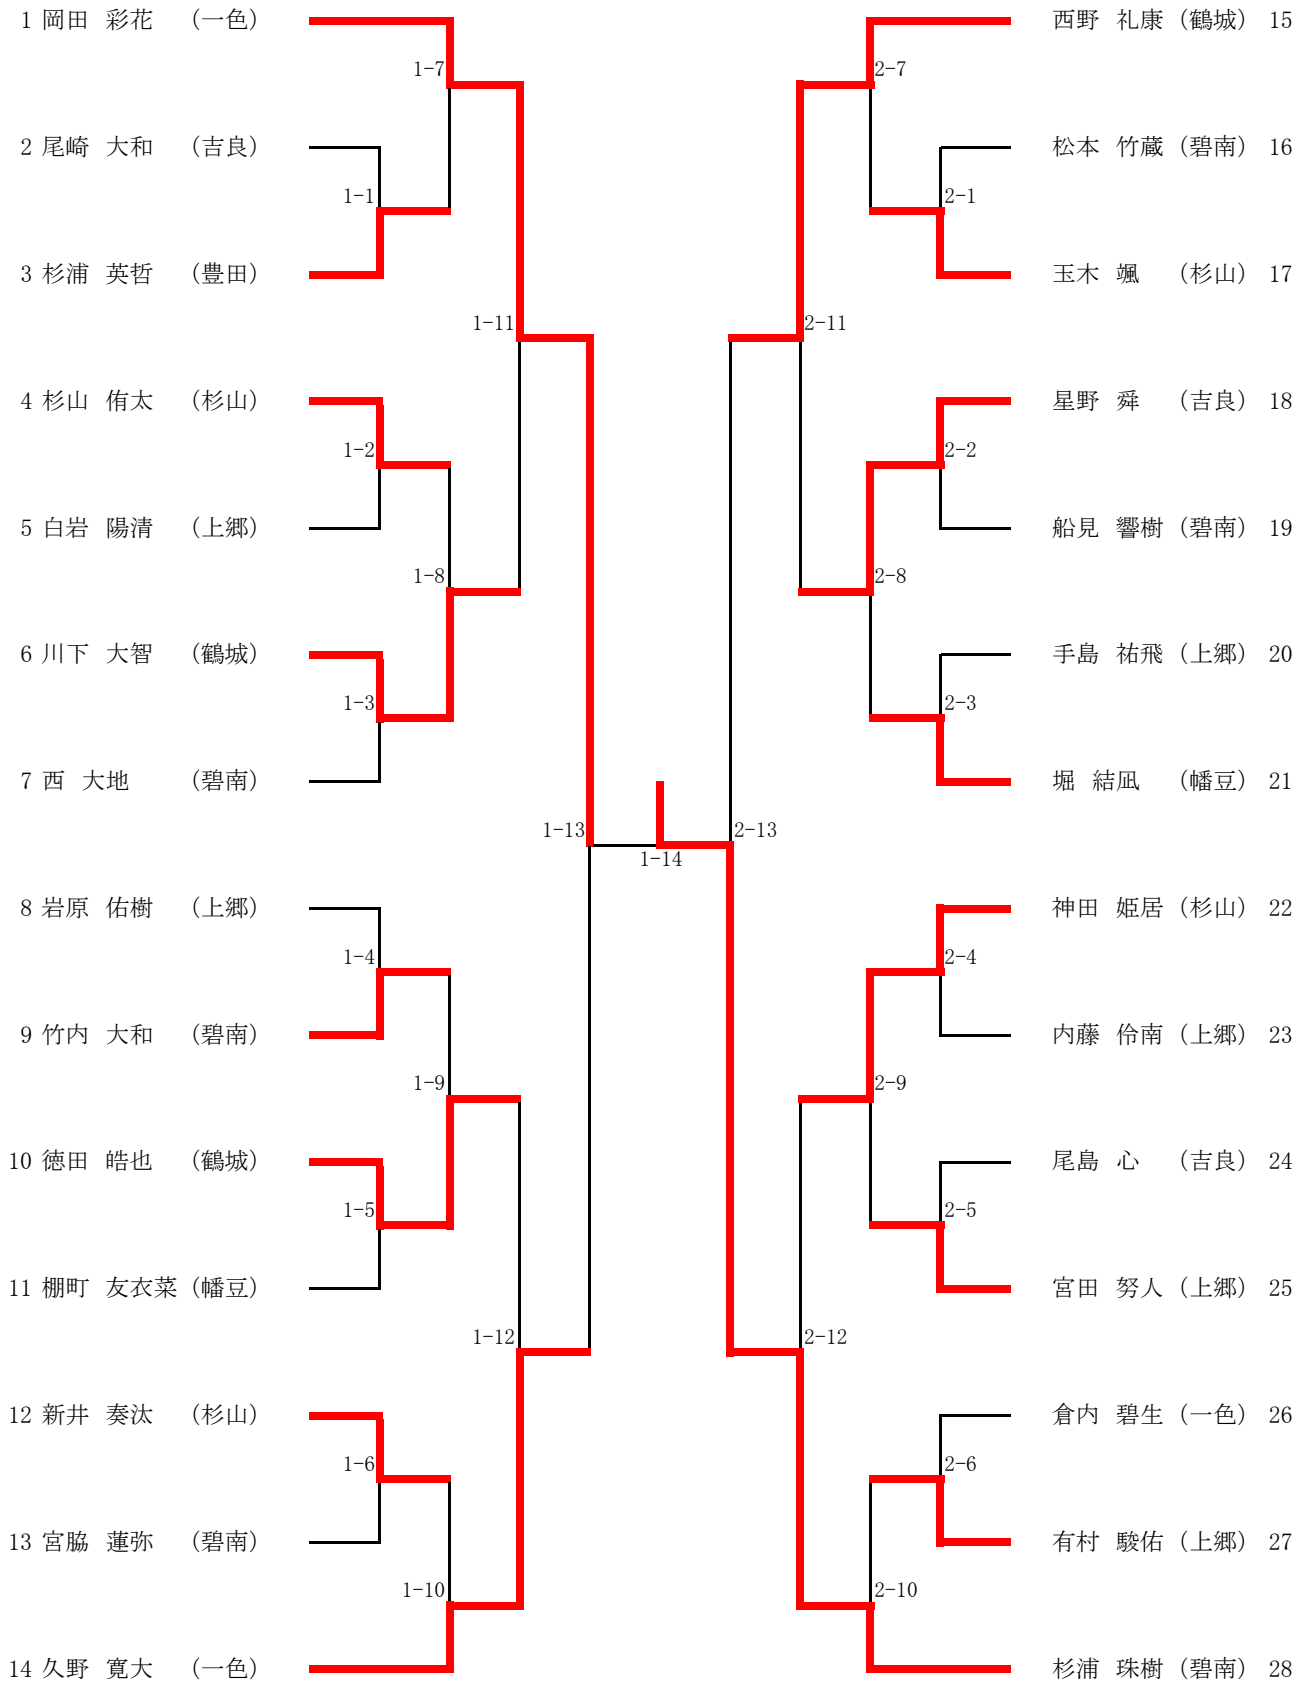 1 岡田 彩花 (一色)
1-7
2 尾崎 大和 (吉良)
1-1
3 杉浦 英哲 (豊田)
1-11
4 杉山 侑太 (杉山)
1-2
5 白岩 陽清 (上郷)
1-8
6 川下 大智 (鶴城)
1-3
7 西 大地 (碧南)
1-13
1-14
8 岩原 佑樹 (上郷)
1-4
9 竹内 大和 (碧南)
1-9
10 徳田 皓也 (鶴城)
1-5
11 棚町 友衣菜 (幡豆)
1-12
12 新井 奏汰 (杉山)
1-6
13 宮脇 蓮弥 (碧南)
1-10
14 久野 寛大 (一色)
西野 礼康 (鶴城) 15
2-7
松本 竹蔵 (碧南) 16
2-1
玉木 颯 (杉山) 17
2-11
星野 舜 (吉良) 18
2-2
船見 響樹 (碧南) 19
2-8
手島 祐飛 (上郷) 20
2-3
堀 結凪 (幡豆) 21
2-13
神田 姫居 (杉山) 22
2-4
内藤 伶南 (上郷) 23
2-9
尾島 心 (吉良) 24
2-5
宮田 努人 (上郷) 25
2-12
倉内 碧生 (一色) 26
2-6
有村 駿佑 (上郷) 27
2-10
杉浦 珠樹 (碧南) 28